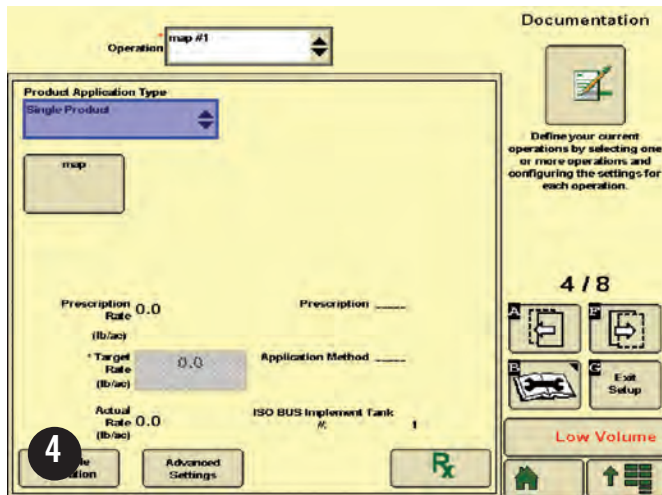 Documentation
* Operation
map #1
Product Application Type
Single Product
map
Define your current
operations by selecting one
or more operations and
configuring the settings for
each operation.
4 / 8
Prescription
Rate
(lb/ac)
0.0
Prescription ----
* Target
Rate
(lb/ac)
0.0
Application Method ----
Actual
Rate
(lb/ac)
0.0
ISO BUS Implement Tank
#:
1
A
F
B
G
Exit
Setup
Low Volume
4
Advanced
Settings
Rx